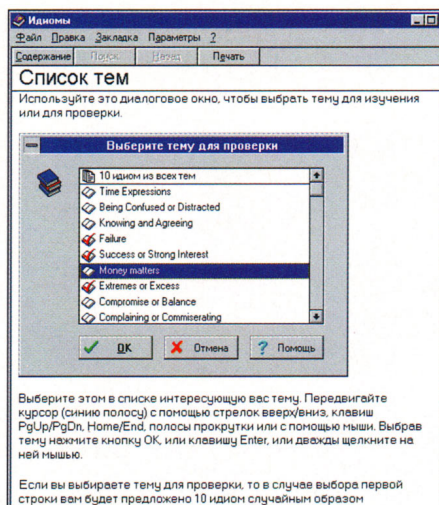 Идиомы
Файл Правка Закладка Параметры ?
Содержание Поиск Назад Печать
Список тем
Используйте это диалоговое окно, чтобы выбрать тему для изучения
или для проверки.
Выберите тему для проверки
10 идиом из всех тем
Time Expressions
Being Confused or Distracted
Knowing and Agreeing
Failure
Success or Strong Interest
Money matters
Extremes or Excess
Compromise or Balance
Complaining or Commiserating
OK Отмена ? Помощь
Выберите этом в списке интересующую вас тему. Передвигайте
курсор (синию полосу) с помощью стрелок вверх/вниз, клавиш
PgUp/PgDn, Home/End, полосы прокрутки или с помощью мыши. Выбрав
тему нажмите кнопку OK, или клавишу Enter, или дважды щелкните на
ней мышью.
Если вы выбираете тему для проверки, то в случае выбора первой
строки вам будет предложено 10 идиом случайным образом